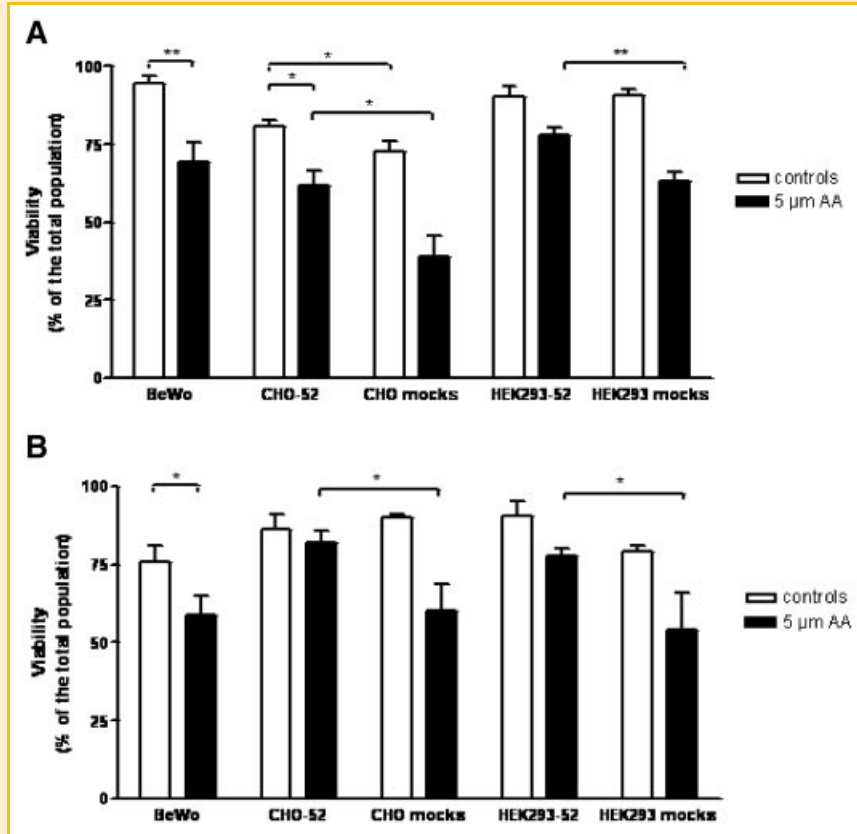 A
** * * * **
100
75
50
25
0
Viability
(% of the total population)
BeWo CHO-52 CHO mocks HEK293-52 HEK293 mocks
controls
5 μm AA
B
* * *
100
75
50
25
0
Viability
(% of the total population)
BeWo CHO-52 CHO mocks HEK293-52 HEK293 mocks
controls
5 μm AA